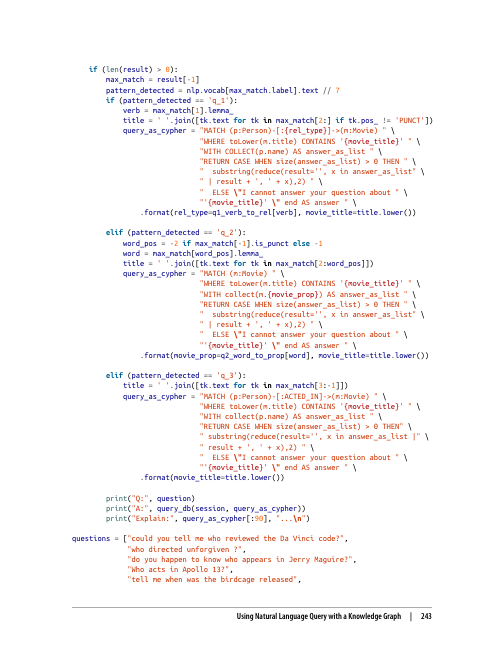 if (len(result) > 0):
max_match = result[-1]
pattern_detected = nlp.vocab[max_match.label].text // 7
if (pattern_detected == 'q_1'):
verb = max_match[1].lemma_
title = ' '.join([tk.text for tk in max_match[2:] if tk.pos_ != 'PUNCT'])
query_as_cypher = "MATCH (p:Person)-[:{rel_type}]->(m:Movie) " \
"WHERE toLower(m.title) CONTAINS '{movie_title}' " \
"WITH COLLECT(p.name) AS answer_as_list " \
"RETURN CASE WHEN size(answer_as_list) > 0 THEN " \
"  substring(reduce(result='', x in answer_as_list" \
" | result + ', ' + x),2) " \
"  ELSE \"I cannot answer your question about " \
"'{movie_title}' \" end AS answer " \
.format(rel_type=q1_verb_to_rel[verb], movie_title=title.lower())
elif (pattern_detected == 'q_2'):
word_pos = -2 if max_match[-1].is_punct else -1
word = max_match[word_pos].lemma_
title = ' '.join([tk.text for tk in max_match[2:word_pos]])
query_as_cypher = "MATCH (m:Movie) " \
"WHERE toLower(m.title) CONTAINS '{movie_title}' " \
"WITH collect(m.{movie_prop}) AS answer_as_list " \
"RETURN CASE WHEN size(answer_as_list) > 0 THEN " \
"  substring(reduce(result='', x in answer_as_list" \
" | result + ', ' + x),2) " \
"  ELSE \"I cannot answer your question about " \
"'{movie_title}' \" end AS answer " \
.format(movie_prop=q2_word_to_prop[word], movie_title=title.lower())
elif (pattern_detected == 'q_3'):
title = ' '.join([tk.text for tk in max_match[3:-1]])
query_as_cypher = "MATCH (p:Person)-[:ACTED_IN]->(m:Movie) " \
"WHERE toLower(m.title) CONTAINS '{movie_title}' " \
"WITH collect(p.name) AS answer_as_list " \
"RETURN CASE WHEN size(answer_as_list) > 0 THEN" \
" substring(reduce(result='', x in answer_as_list |" \
" result + ', ' + x),2) " \
"  ELSE \"I cannot answer your question about " \
"'{movie_title}' \" end AS answer " \
.format(movie_title=title.lower())
print("Q:", question)
print("A:", query_db(session, query_as_cypher))
print("Explain:", query_as_cypher[:90], "...\n")
questions = ["could you tell me who reviewed the Da Vinci code?",
"who directed unforgiven ?",
"do you happen to know who appears in Jerry Maguire?",
"Who acts in Apollo 13?",
"tell me when was the birdcage released",
Using Natural Language Query with a Knowledge Graph | 243